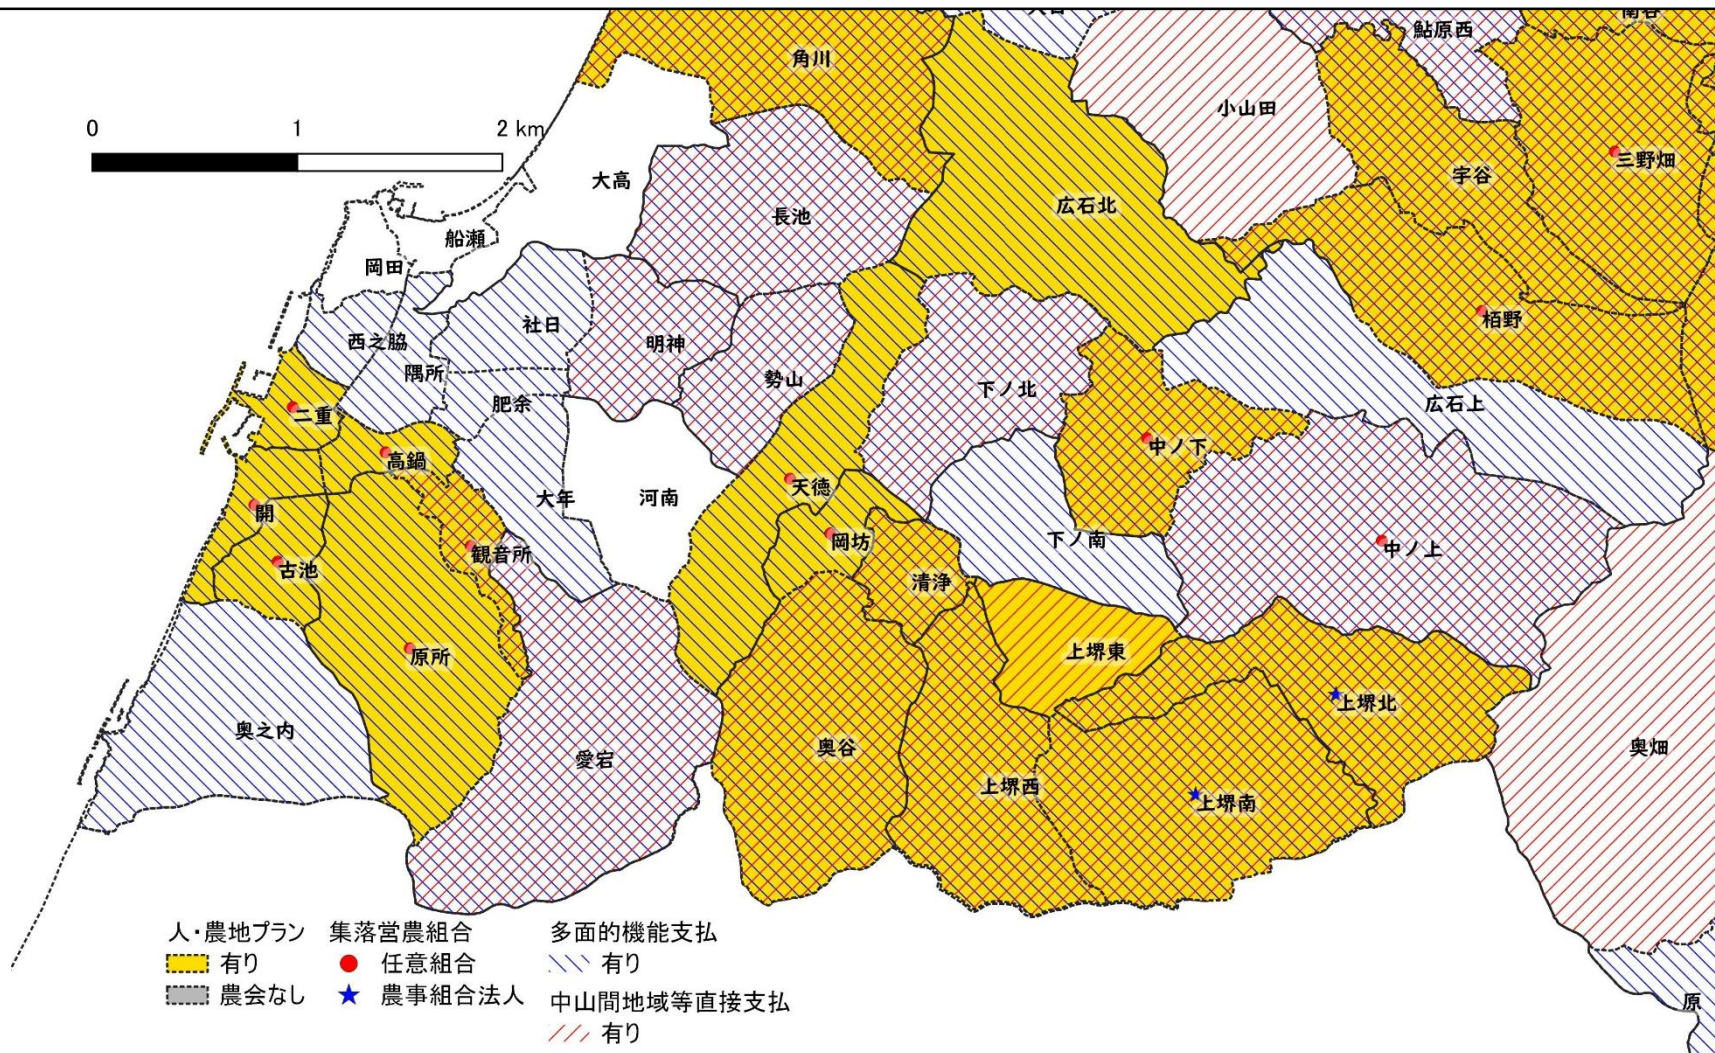 南谷
鮎原西
角川
小山田
0 1 2 km
三野畑
宇谷
大高
広石北
長池
船瀬
岡田
栢野
社日
西之脇
明神
隅所
勢山
下ノ北
肥余
広石上
二重
中ノ下
高鍋
天徳
大年
河南
開
岡坊
下ノ南
中ノ上
観音所
古池
清浄
上堺東
原所
上堺北
奥之内
奥谷
奥畑
愛宕
上堺西
上堺南
人・農地プラン 集落営農組合 多面的機能支払
有り 任意組合 有り
農会なし 農事組合法人 中山間地域等直接支払
有り
原